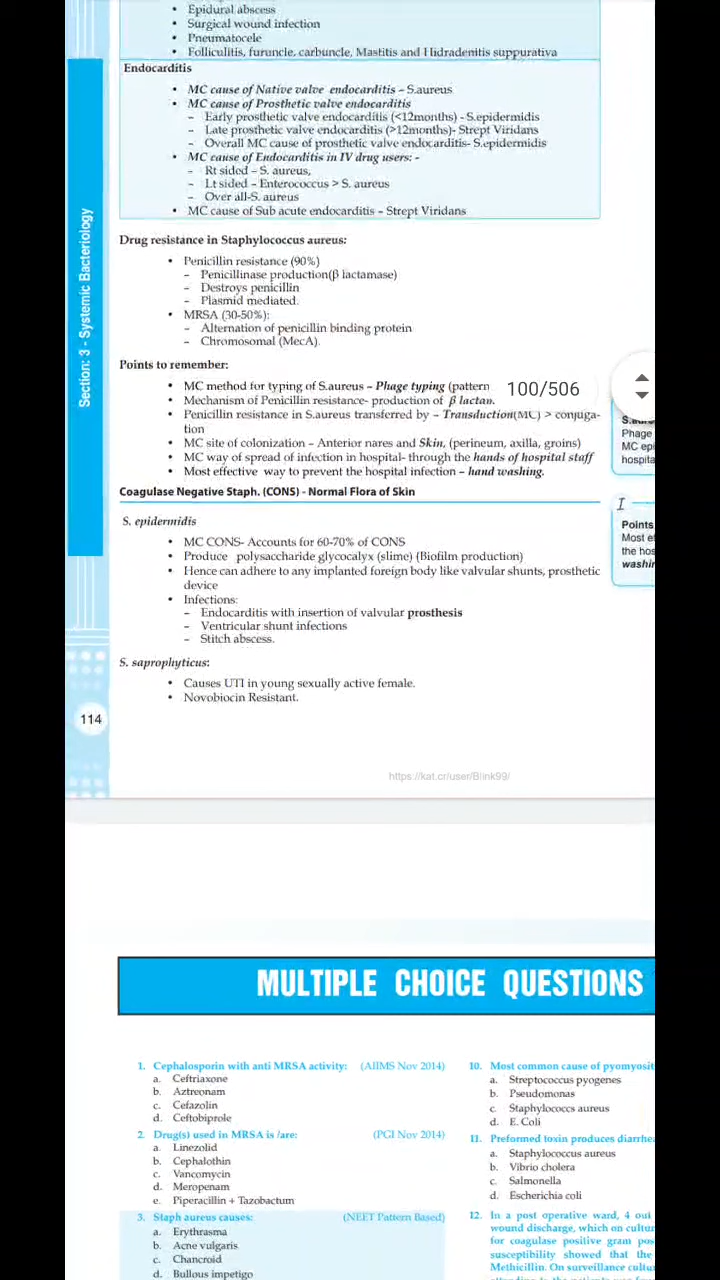 • Epidural abscess
• Surgical wound infection
• Pneumatocele
• Folliculitis, furuncle, carbuncle, Mastitis and Hidradenitis suppurativa
Endocarditis
• MC cause of Native valve endocarditis – S.aureus
• MC cause of Prosthetic valve endocarditis
– Early prosthetic valve endocarditis (<12months) - S.epidermidis
– Late prosthetic valve endocarditis (>12months)- Strept Viridans
– Overall MC cause of prosthetic valve endocarditis- S.epidermidis
• MC cause of Endocarditis in IV drug users: -
– Rt sided – S. aureus,
– Lt sided – Enterococcus > S. aureus
– Over all-S. aureus
• MC cause of Sub acute endocarditis – Strept Viridans
Section: 3 - Systemic Bacteriology
Drug resistance in Staphylococcus aureus:
• Penicillin resistance (90%)
– Penicillinase production(β lactamase)
– Destroys penicillin
– Plasmid mediated.
• MRSA (30-50%):
– Alternation of penicillin binding protein
– Chromosomal (MecA).
Points to remember:
• MC method for typing of S.aureus – Phage typing (pattern
100/506
• Mechanism of Penicillin resistance- production of β lactam.
• Penicillin resistance in S.aureus transferred by – Transduction(MC) > conjuga-
tion
• MC site of colonization – Anterior nares and Skin, (perineum, axilla, groins)
• MC way of spread of infection in hospital- through the hands of hospital staff
• Most effective way to prevent the hospital infection – hand washing.
Phage
MC epi
hospita
Coagulase Negative Staph. (CONS) - Normal Flora of Skin
S. epidermidis
• MC CONS- Accounts for 60-70% of CONS
• Produce polysaccharide glycocalyx (slime) (Biofilm production)
• Hence can adhere to any implanted foreign body like valvular shunts, prosthetic
device
• Infections:
– Endocarditis with insertion of valvular prosthesis
– Ventricular shunt infections
– Stitch abscess.
I
Points
Most ef
the hos
washin
S. saprophyticus:
• Causes UTI in young sexually active female.
• Novobiocin Resistant.
114
https://kat.cr/user/Blink99/
MULTIPLE CHOICE QUESTIONS
1. Cephalosporin with anti MRSA activity: (AIIMS Nov 2014)
a. Ceftriaxone
b. Aztreonam
c. Cefazolin
d. Ceftobiprole
2. Drug(s) used in MRSA is /are: (PGI Nov 2014)
a. Linezolid
b. Cephalothin
c. Vancomycin
d. Meropenam
e. Piperacillin + Tazobactum
3. Staph aureus causes: (NEET Pattern Based)
a. Erythrasma
b. Acne vulgaris
c. Chancroid
d. Bullous impetigo
10. Most common cause of pyomyosit
a. Streptococcus pyogenes
b. Pseudomonas
c. Staphylococcs aureus
d. E. Coli
11. Preformed toxin produces diarrhe
a. Staphylococcus aureus
b. Vibrio cholera
c. Salmonella
d. Escherichia coli
12. In a post operative ward, 4 out
wound discharge, which on cultur
for coagulase positive gram pos
susceptibility showed that the
Methicillin. On surveillance cultu